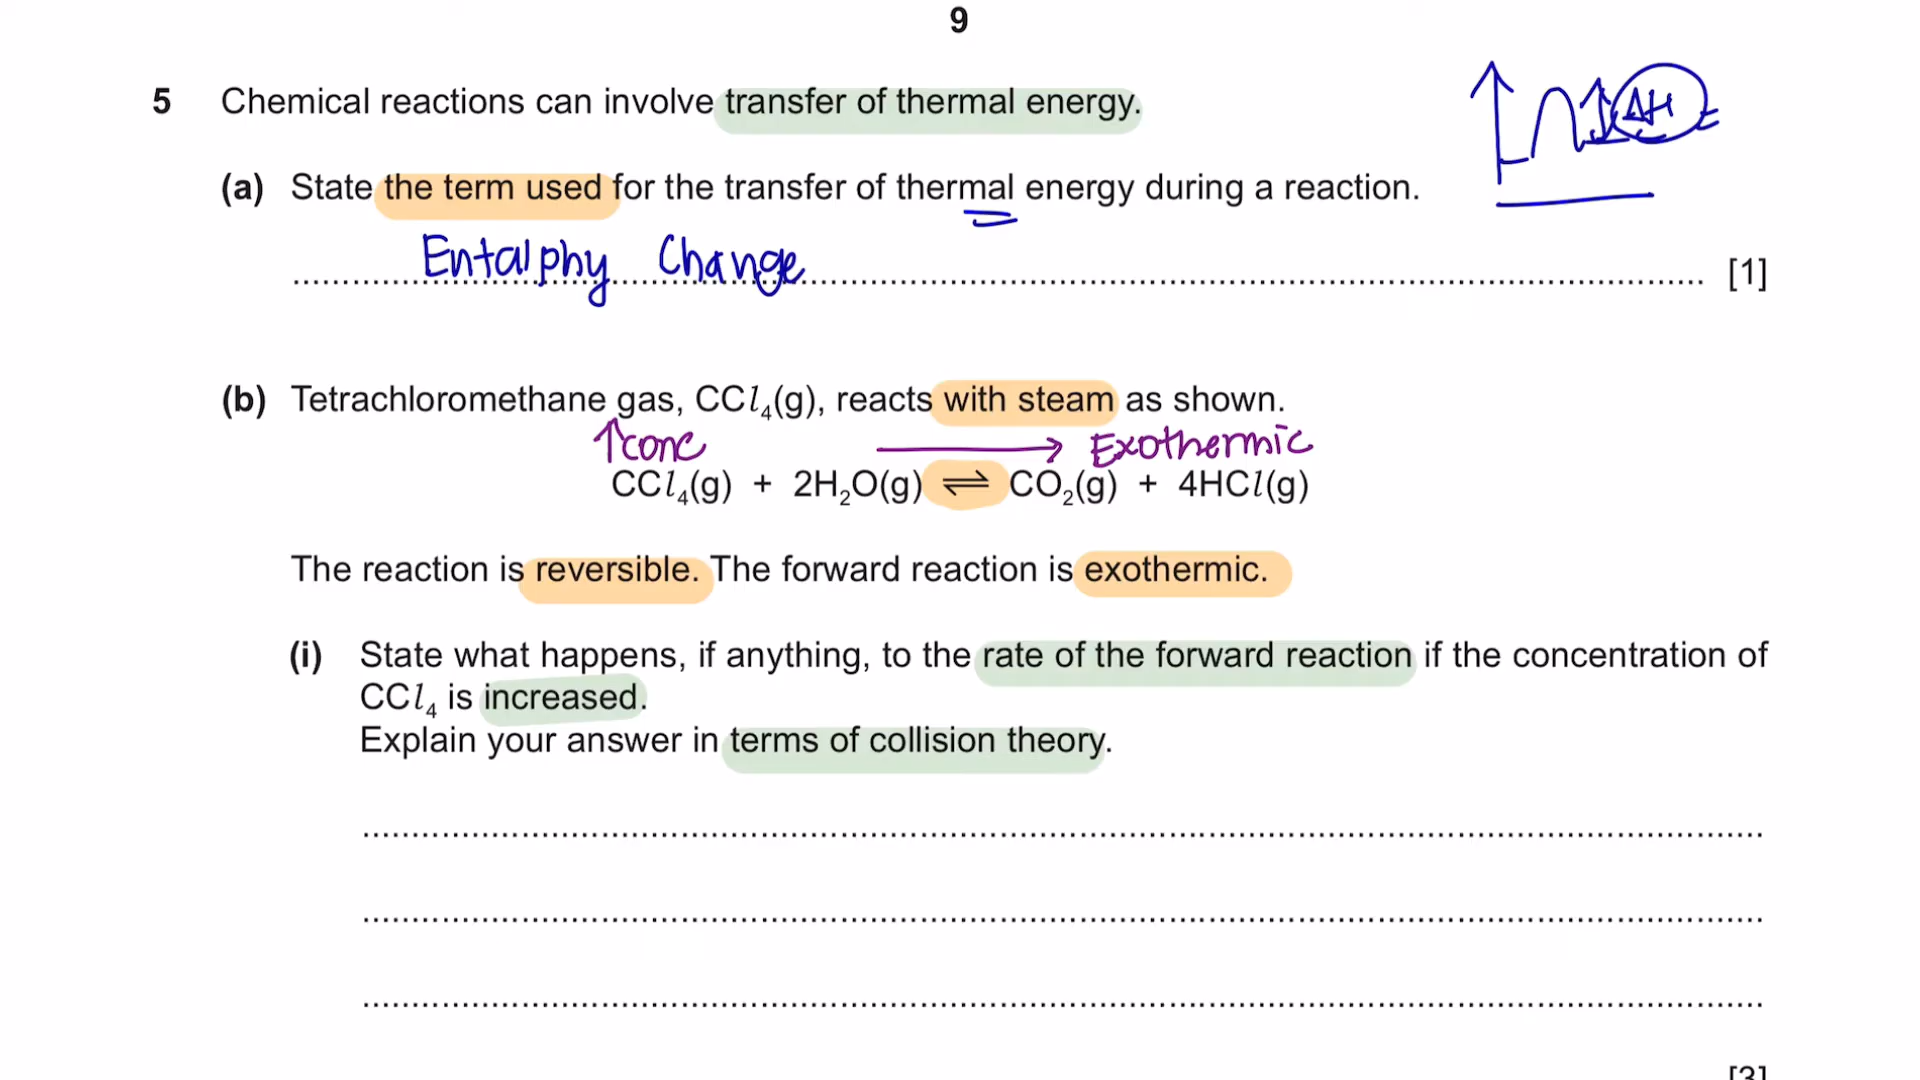 9
5 Chemical reactions can involve transfer of thermal energy.
ΔH =
(a) State the term used for the transfer of thermal energy during a reaction.
Entalphy Change [1]
(b) Tetrachloromethane gas, CCl₄(g), reacts with steam as shown.
↑conc → Exothermic
CCl₄(g) + 2H₂O(g) ⇌ CO₂(g) + 4HCl(g)
The reaction is reversible. The forward reaction is exothermic.
(i) State what happens, if anything, to the rate of the forward reaction if the concentration of
CCl₄ is increased.
Explain your answer in terms of collision theory.
[3]